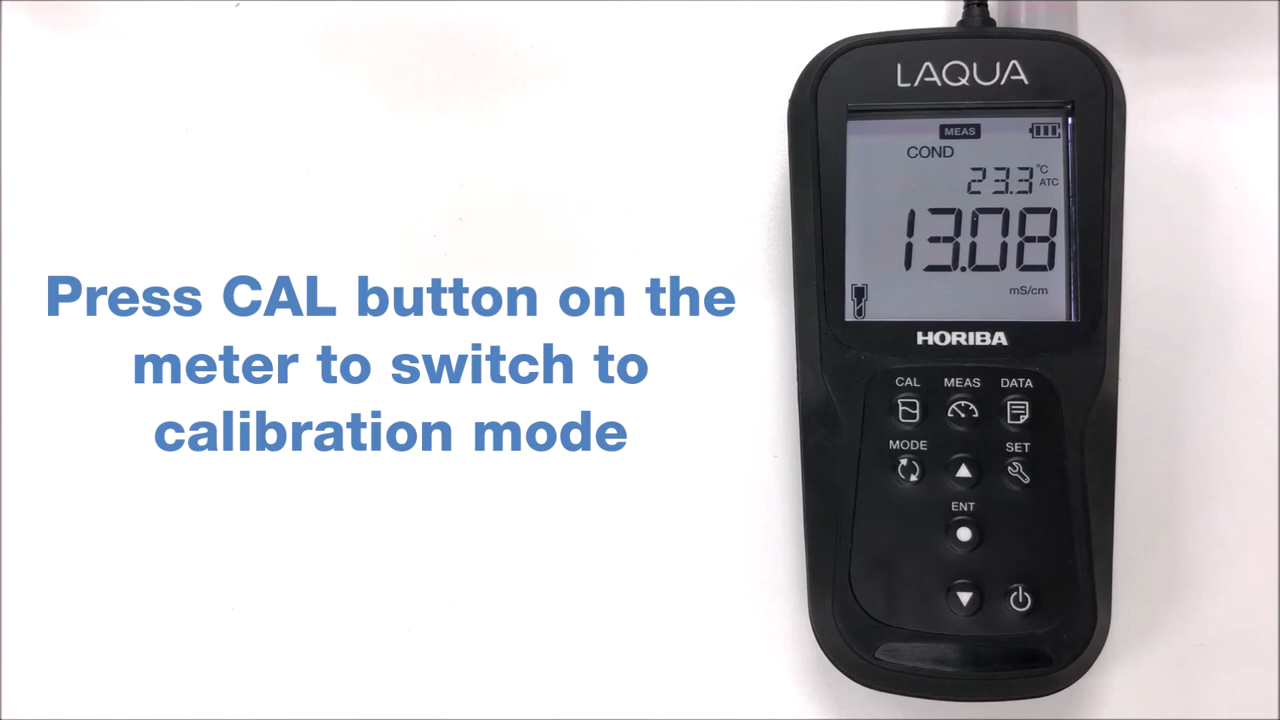 Press CAL button on the
meter to switch to
calibration mode
LAQUA
MEAS
COND
23.3 °C
ATC
13.08
mS/cm
HORIBA
CAL MEAS DATA
MODE SET
ENT